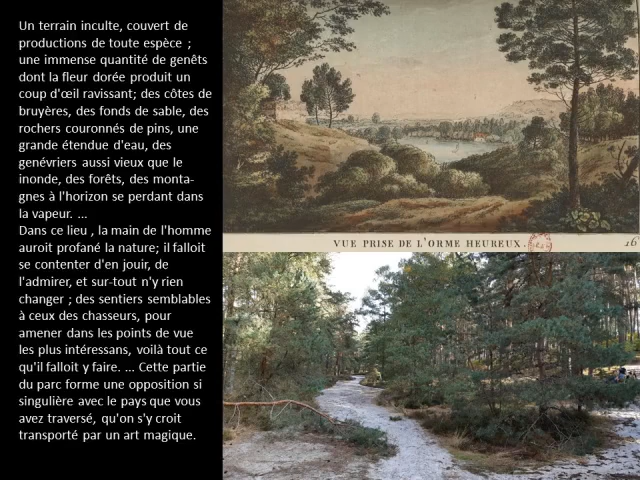 Un terrain inculte, couvert de
productions de toute espèce ;
une immense quantité de genêts
dont la fleur dorée produit un
coup d'œil ravissant; des côtes de
bruyères, des fonds de sable, des
rochers couronnés de pins, une
grande étendue d'eau, des
genévriers aussi vieux que le
inonde, des forêts, des monta-
gnes à l'horizon se perdant dans
la vapeur. ...
Dans ce lieu , la main de l'homme
auroit profané la nature; il falloit
se contenter d'en jouir, de
l'admirer, et sur-tout n'y rien
changer ; des sentiers semblables
à ceux des chasseurs, pour
amener dans les points de vue
les plus intéressans, voilà tout ce
qu'il falloit y faire. ... Cette partie
du parc forme une opposition si
singulière avec le pays que vous
avez traversé, qu'on s'y croit
transporté par un art magique.
VUE PRISE DE L'ORME HEUREUX.
16